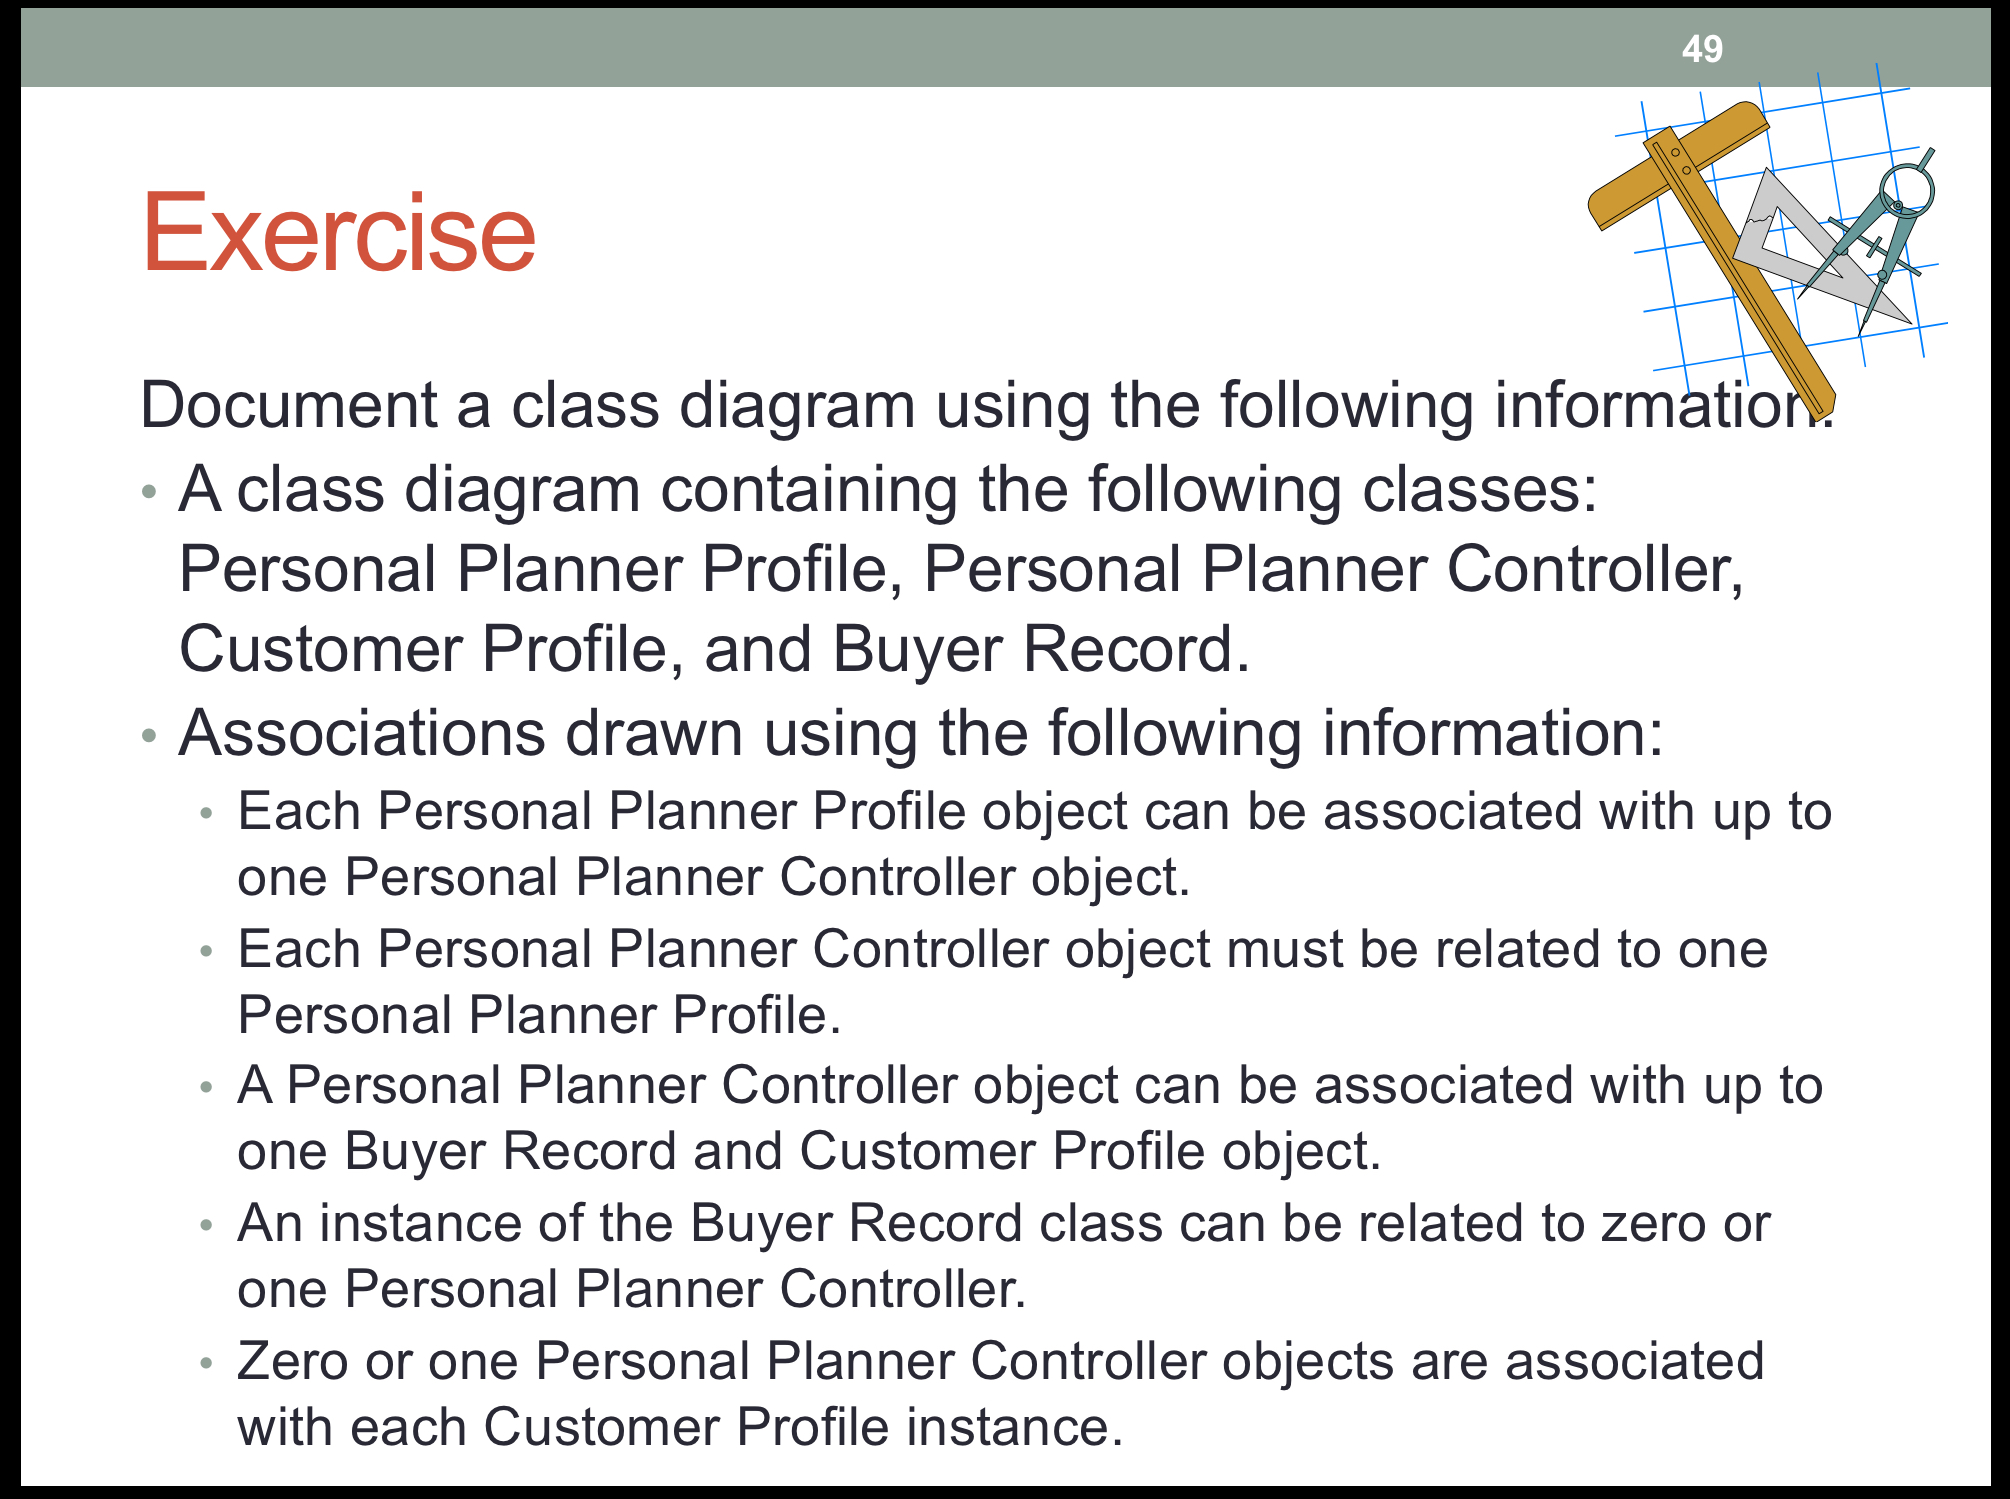 49
Exercise
Document a class diagram using the following information.
• A class diagram containing the following classes:
Personal Planner Profile, Personal Planner Controller,
Customer Profile, and Buyer Record.
• Associations drawn using the following information:
• Each Personal Planner Profile object can be associated with up to
one Personal Planner Controller object.
• Each Personal Planner Controller object must be related to one
Personal Planner Profile.
• A Personal Planner Controller object can be associated with up to
one Buyer Record and Customer Profile object.
• An instance of the Buyer Record class can be related to zero or
one Personal Planner Controller.
• Zero or one Personal Planner Controller objects are associated
with each Customer Profile instance.